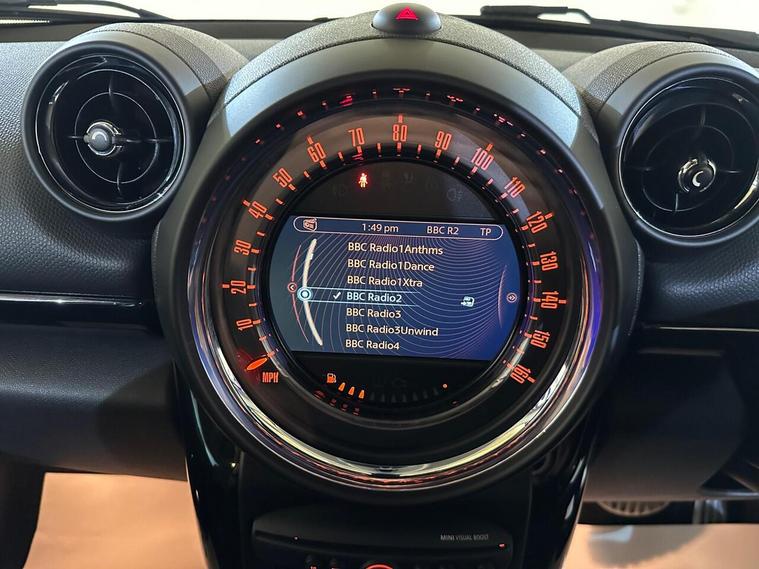 10
20
30
40
50
60
70
80
90
100
110
120
130
140
150
160
MPH
1:49 pm BBC R2 TP
BBC Radio1Anthms
BBC Radio1Dance
BBC Radio1Xtra
✓ BBC Radio2
BBC Radio3
BBC Radio3Unwind
BBC Radio4
MINI VISUAL BOOST